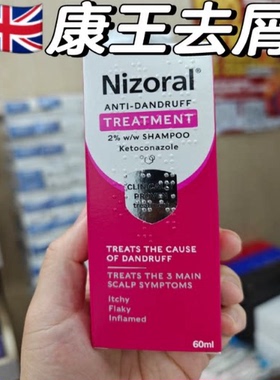 康王去屑
Nizoral®
ANTI-DANDRUFF
TREATMENT
2% w/w SHAMPOO
Ketoconazole
TREATS THE CAUSE
OF DANDRUFF
TREATS THE 3 MAIN
SCALP SYMPTOMS
Itchy
Flaky
Inflamed
60ml